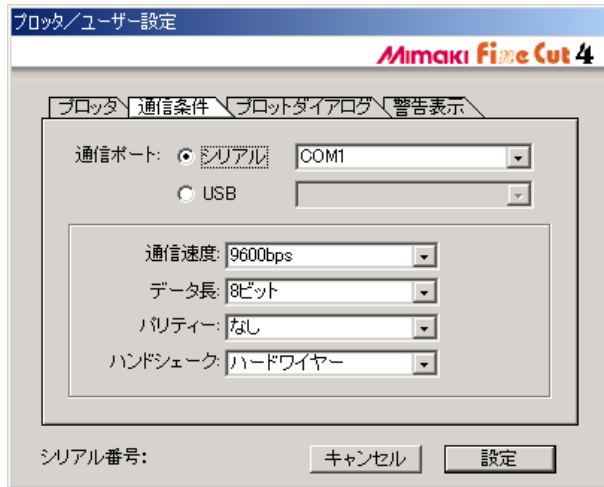 プロッタ／ユーザー設定
Mimaki Fine Cut 4
プロッタ 通信条件 プロットダイアログ 警告表示
通信ポート: シリアル COM1
USB
通信速度: 9600bps
データ長: 8ビット
パリティー: なし
ハンドシェーク: ハードワイヤー
シリアル番号: キャンセル 設定